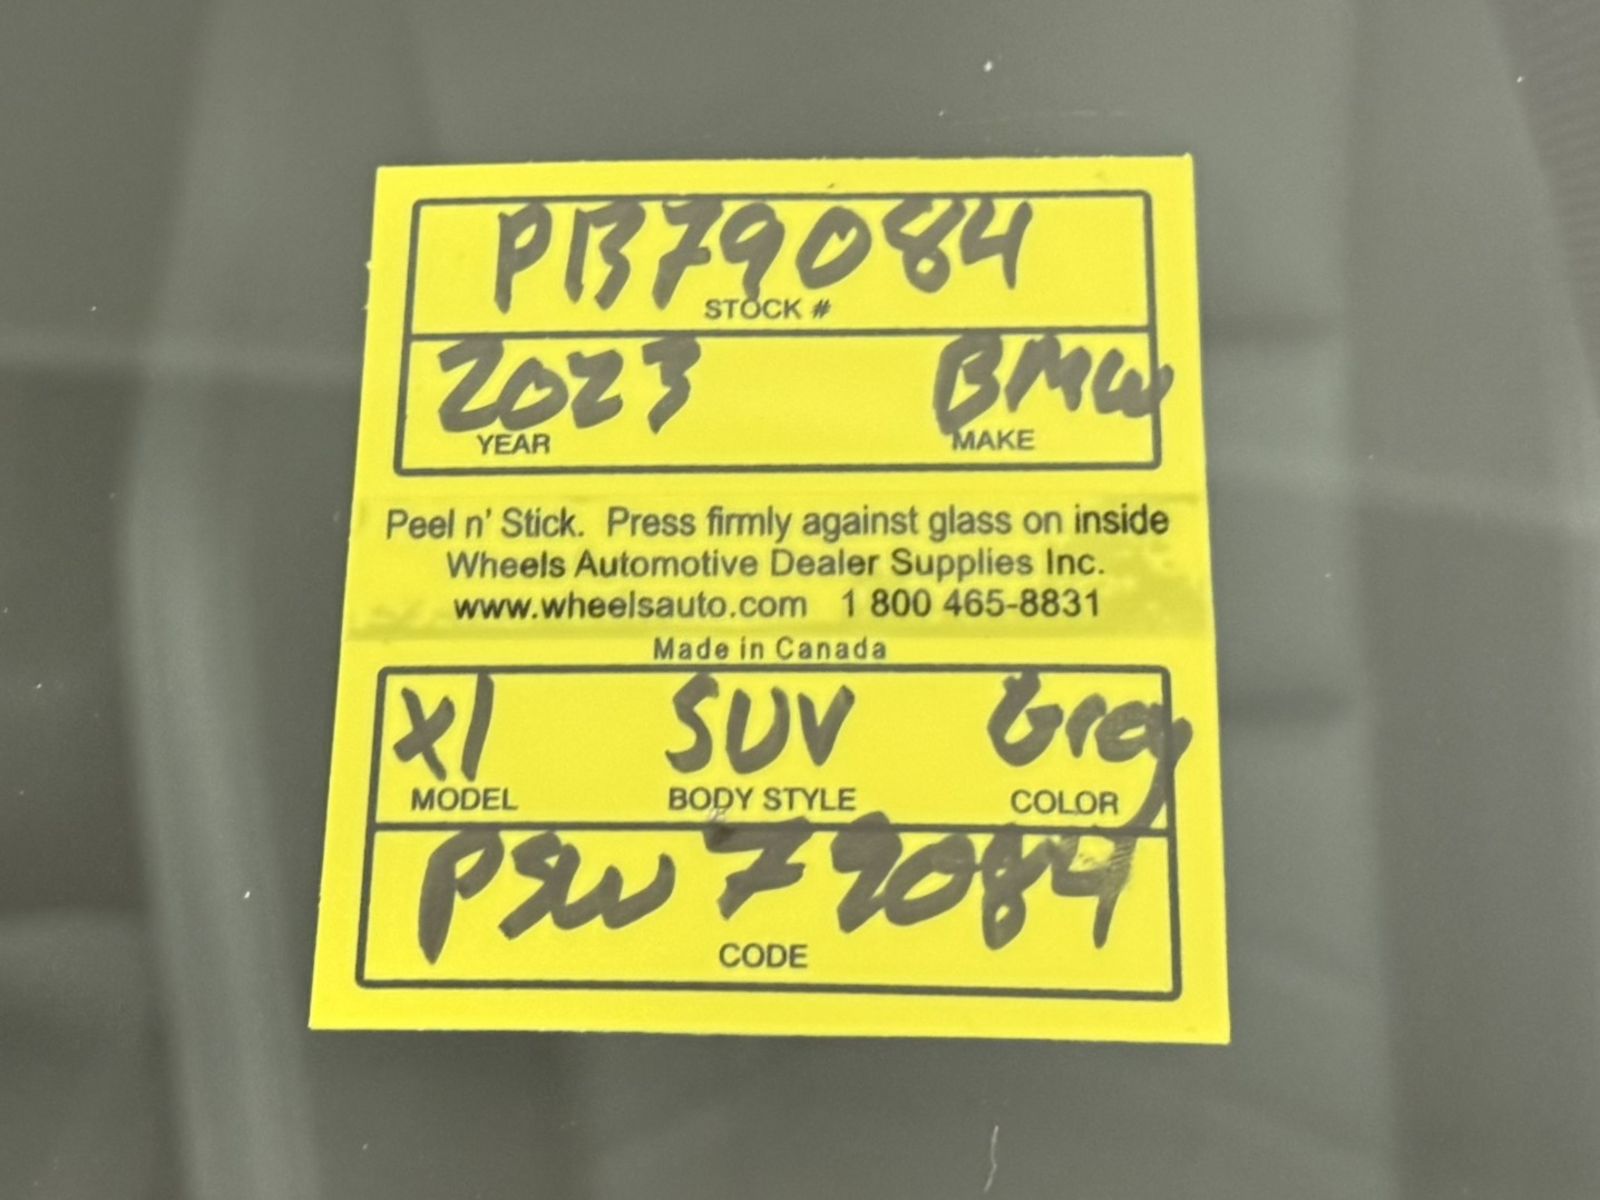 PB79084
STOCK #
2023 BMW
YEAR MAKE
Peel n' Stick. Press firmly against glass on inside
Wheels Automotive Dealer Supplies Inc.
www.wheelsauto.com 1 800 465-8831
Made in Canada
X1 SUV Grey
MODEL BODY STYLE COLOR
79084
CODE